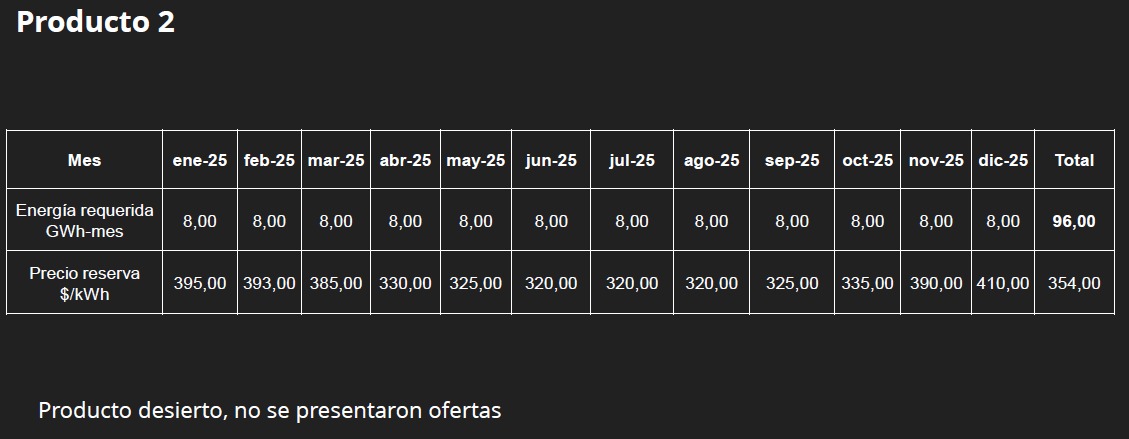 Producto 2
Mes ene-25 feb-25 mar-25 abr-25 may-25 jun-25 jul-25 ago-25 sep-25 oct-25 nov-25 dic-25 Total
Energía requerida
GWh-mes
8,00 8,00 8,00 8,00 8,00 8,00 8,00 8,00 8,00 8,00 8,00 8,00 96,00
Precio reserva
$/kWh
395,00 393,00 385,00 330,00 325,00 320,00 320,00 320,00 325,00 335,00 390,00 410,00 354,00
Producto desierto, no se presentaron ofertas